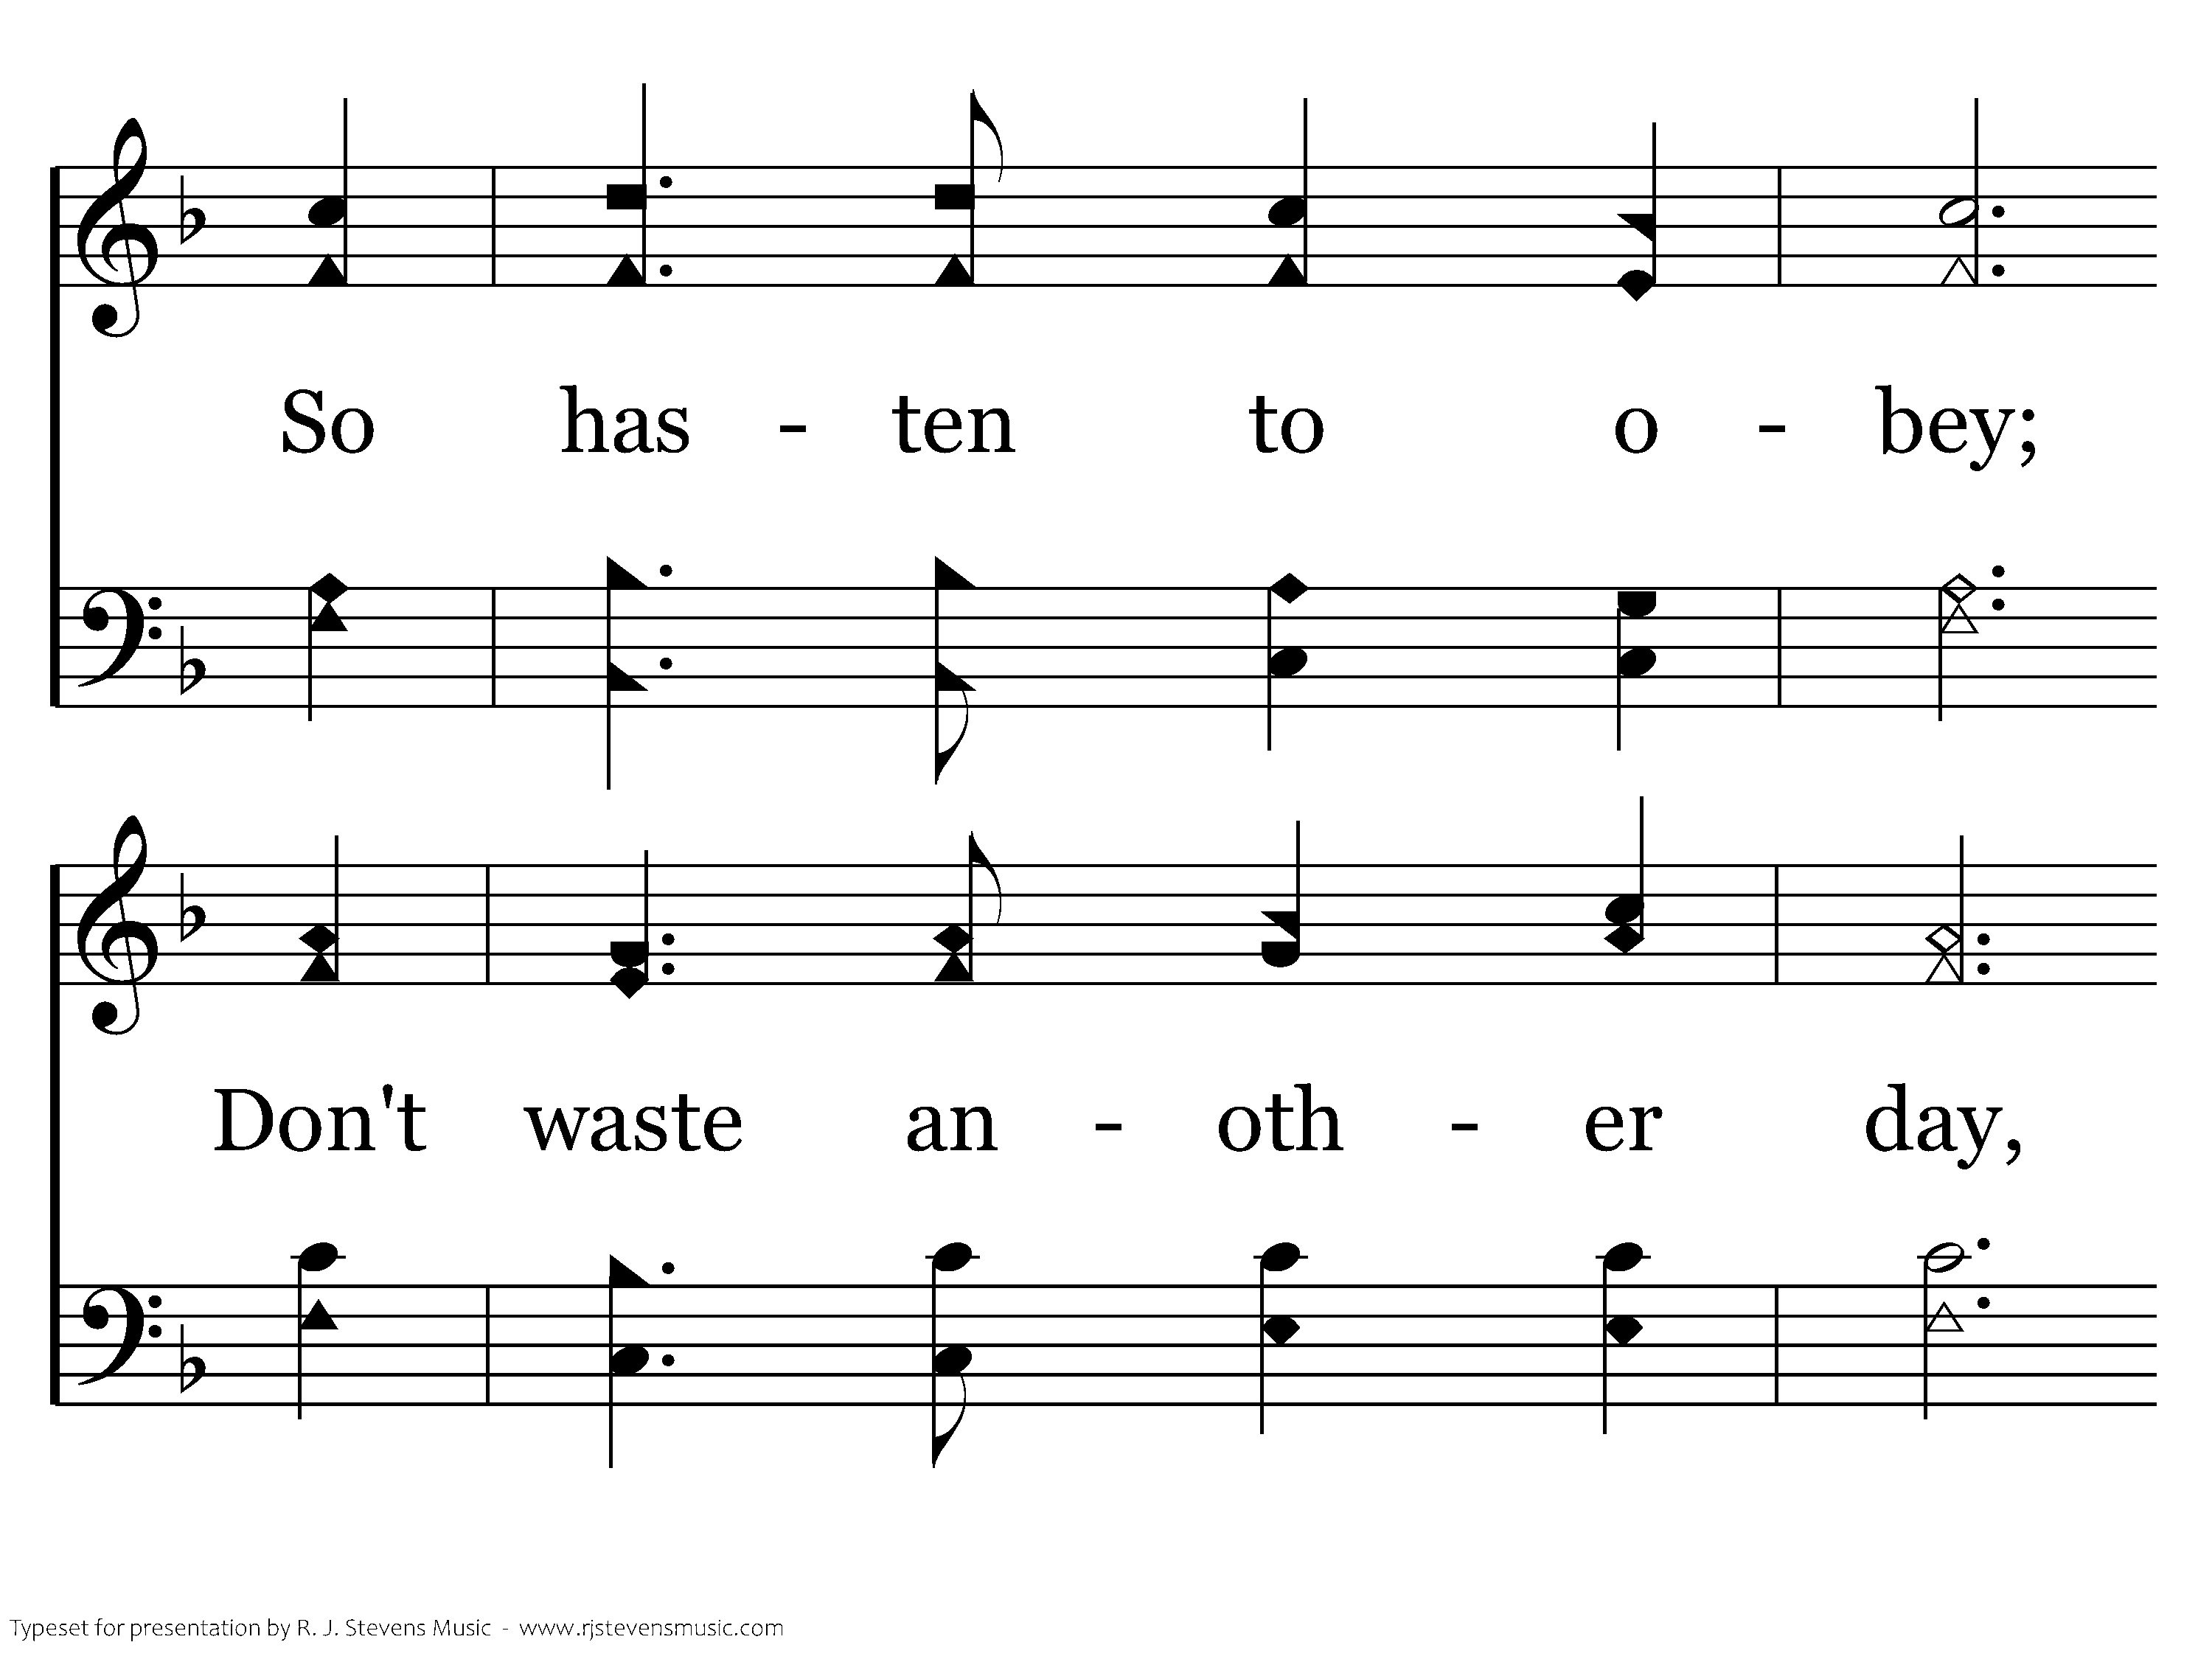 So has - ten to o - bey;
Don't waste an - oth - er day,
Typeset for presentation by R. J. Stevens Music - www.rjstevensmusic.com